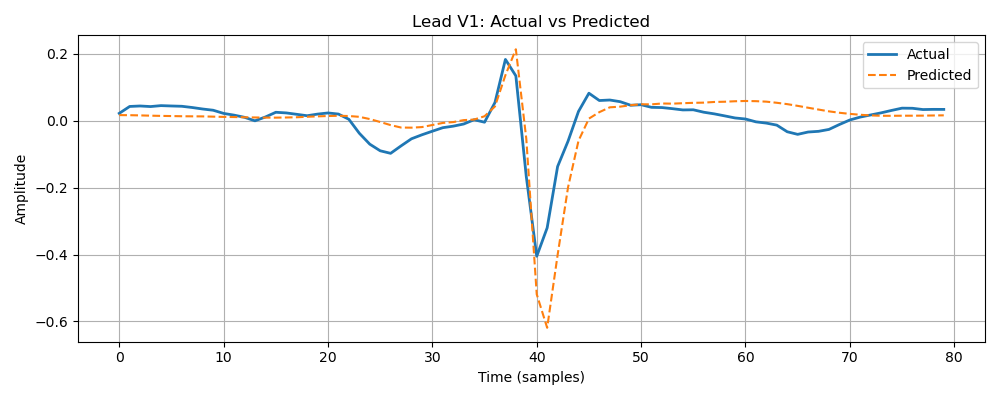 Lead V1: Actual vs Predicted
Actual
Predicted
Amplitude
0.2
0.0
−0.2
−0.4
−0.6
0 10 20 30 40 50 60 70 80
Time (samples)